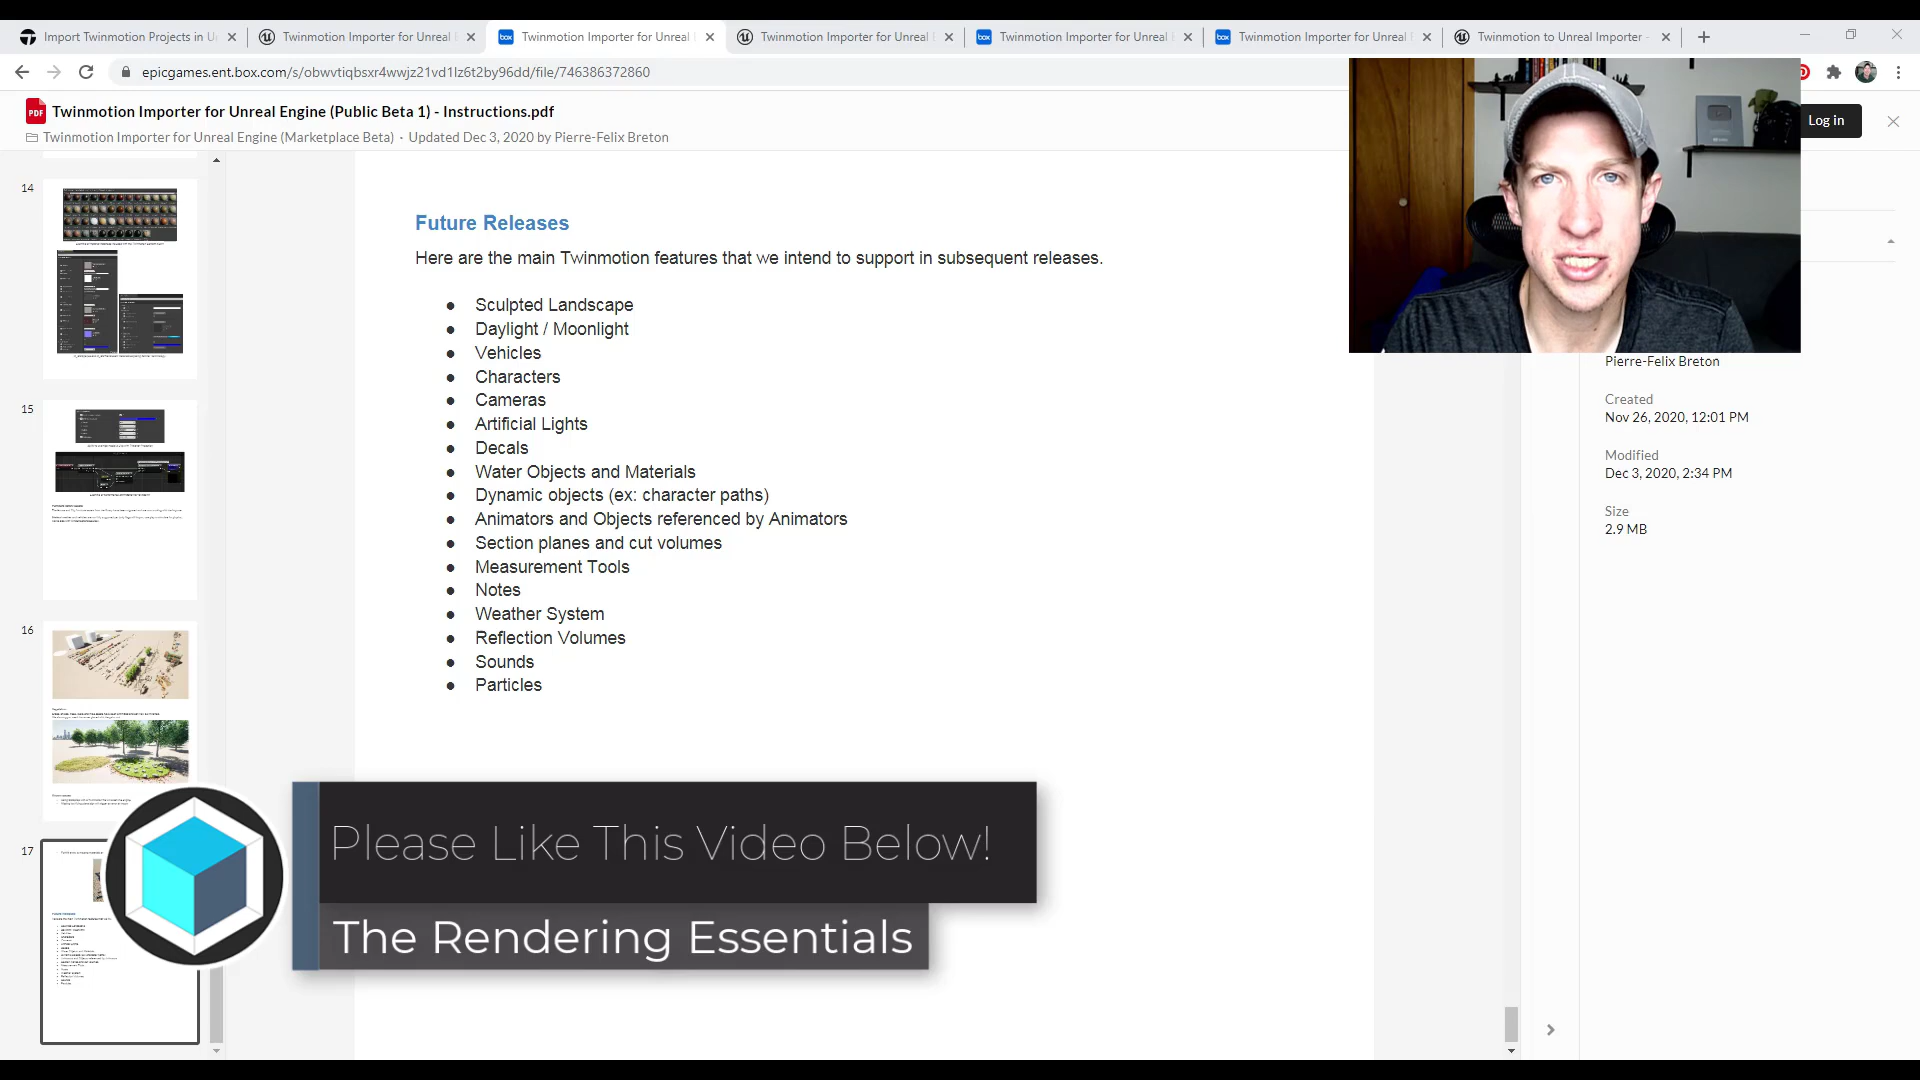 Import Twinmotion Projects in U
Twinmotion Importer for Unreal E
Twinmotion Importer for Unreal
Twinmotion Importer for Unreal E
Twinmotion Importer for Unreal E
Twinmotion Importer for Unreal E
Twinmotion to Unreal Importer -
epicgames.ent.box.com/s/obwvtiqbsxr4wwjz21vd1lz6t2by96dd/file/746386372860
PDF
Twinmotion Importer for Unreal Engine (Public Beta 1) - Instructions.pdf
Twinmotion Importer for Unreal Engine (Marketplace Beta) · Updated Dec 3, 2020 by Pierre-Felix Breton
Log in
14
15
16
17
Future Releases
Here are the main Twinmotion features that we intend to support in subsequent releases.
● Sculpted Landscape
● Daylight / Moonlight
● Vehicles
● Characters
● Cameras
● Artificial Lights
● Decals
● Water Objects and Materials
● Dynamic objects (ex: character paths)
● Animators and Objects referenced by Animators
● Section planes and cut volumes
● Measurement Tools
● Notes
● Weather System
● Reflection Volumes
● Sounds
● Particles
Pierre-Felix Breton
Created
Nov 26, 2020, 12:01 PM
Modified
Dec 3, 2020, 2:34 PM
Size
2.9 MB
Please Like This Video Below!
The Rendering Essentials